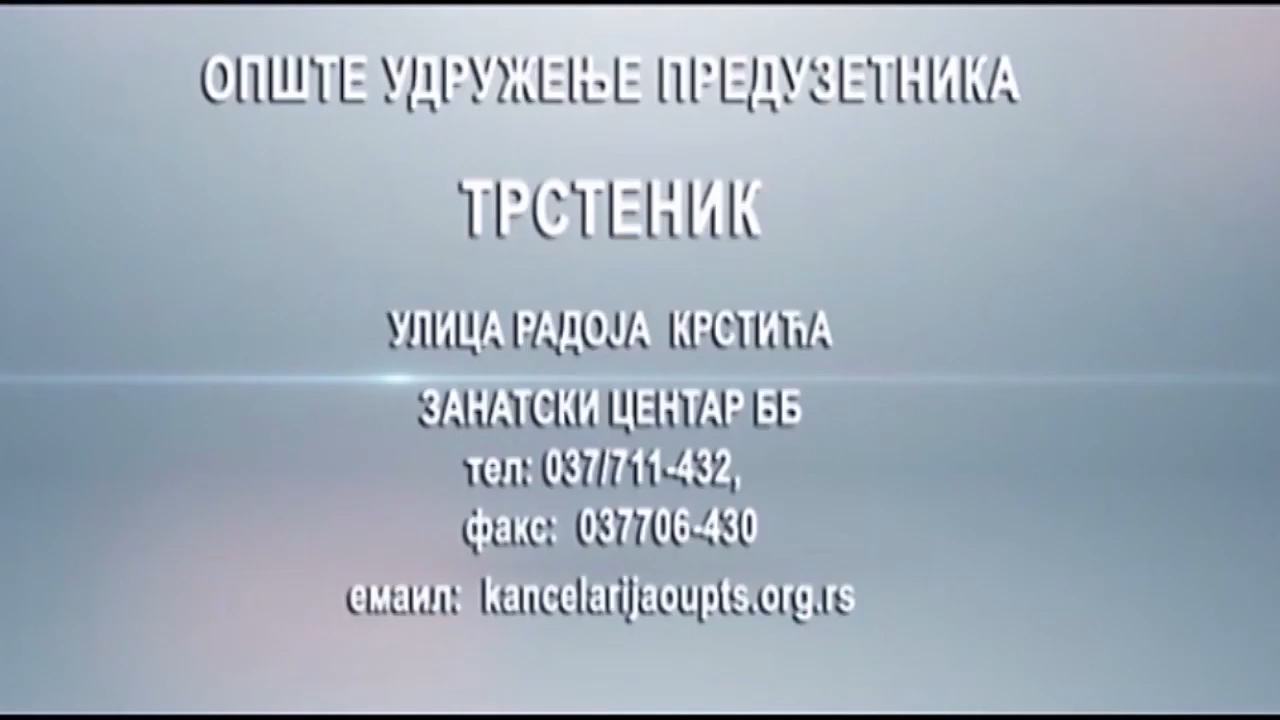 ОПШТЕ УДРУЖЕЊЕ ПРЕДУЗЕТНИКА
ТРСТЕНИК
УЛИЦА РАДОЈА КРСТИЋА
ЗАНАТСКИ ЦЕНТАР ББ
тел: 037/711-432,
факс: 037706-430
емаил: kancelarijaoupts.org.rs